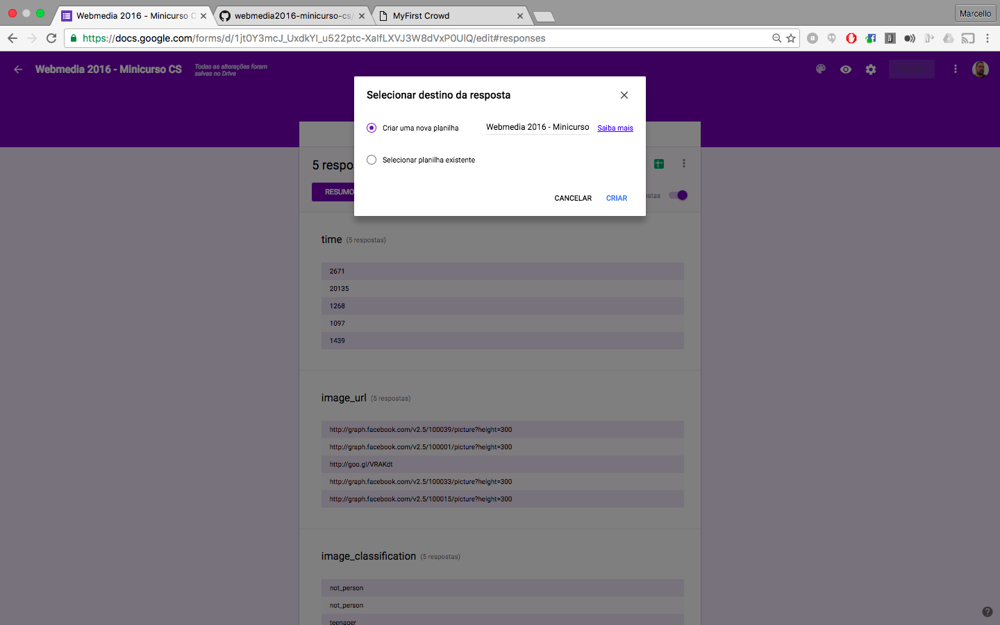 Webmedia 2016 - Minicurso C
webmedia2016-minicurso-cs/
MyFirst Crowd
Marcello
https://docs.google.com/forms/d/1jt0Y3mcJ_UxdkYl_u522ptc-XalfLXVJ3W8dVxP0UlQ/edit#responses
Webmedia 2016 - Minicurso CS
Todas as alterações foram
salvas no Drive
Selecionar destino da resposta
Criar uma nova planilha
Webmedia 2016 - Minicurso
Saiba mais
Selecionar planilha existente
CANCELAR
CRIAR
5 respo
RESUMO
ostas
time (5 respostas)
2671
20135
1268
1097
1439
image_url (5 respostas)
http://graph.facebook.com/v2.5/100039/picture?height=300
http://graph.facebook.com/v2.5/100001/picture?height=300
http://goo.gl/VRAKdt
http://graph.facebook.com/v2.5/100033/picture?height=300
http://graph.facebook.com/v2.5/100015/picture?height=300
image_classification (5 respostas)
not_person
not_person
teenager